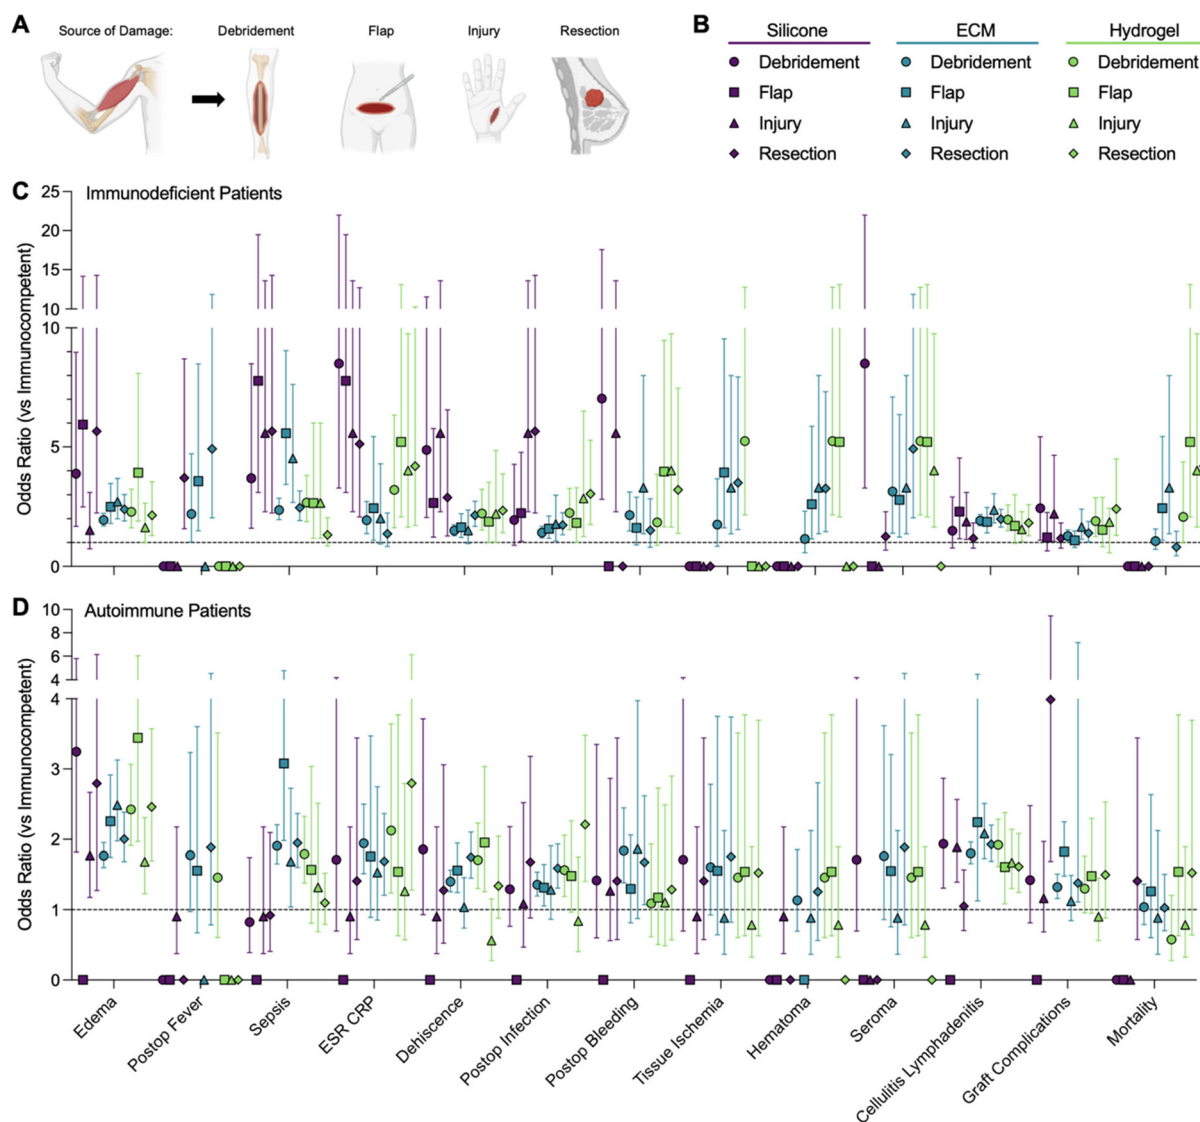 A
Source of Damage: Debridement Flap Injury Resection
B
Silicone ECM Hydrogel
Debridement Debridement Debridement
Flap Flap Flap
Injury Injury Injury
Resection Resection Resection
C
Immunodeficient Patients
Odds Ratio (vs Immunocompetent)
25
20
15
10
10
5
0
D
Autoimmune Patients
Odds Ratio (vs Immunocompetent)
10
8
6
4
4
3
2
1
0
Edema
Postop Fever
Sepsis
ESR CRP
Dehiscence
Postop Infection
Postop Bleeding
Tissue Ischemia
Hematoma
Seroma
Cellulitis Lymphadenitis
Graft Complications
Mortality